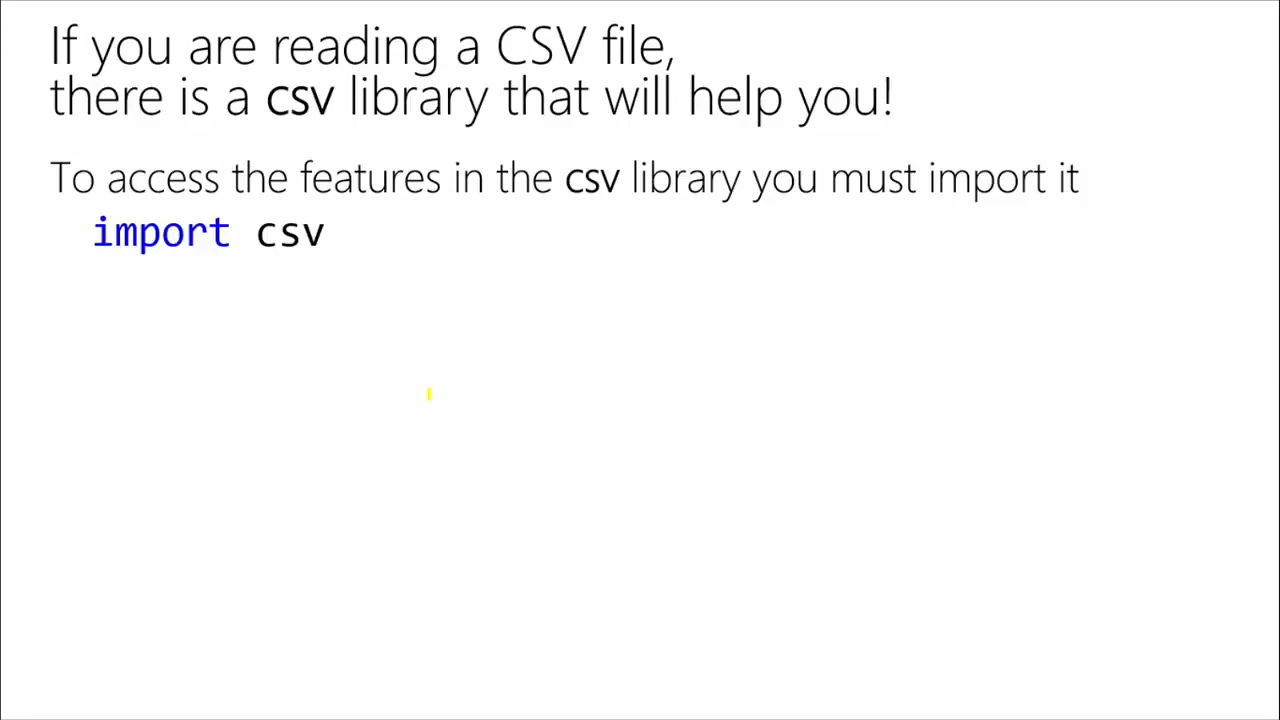 If you are reading a CSV file,
there is a csv library that will help you!
To access the features in the csv library you must import it
import csv